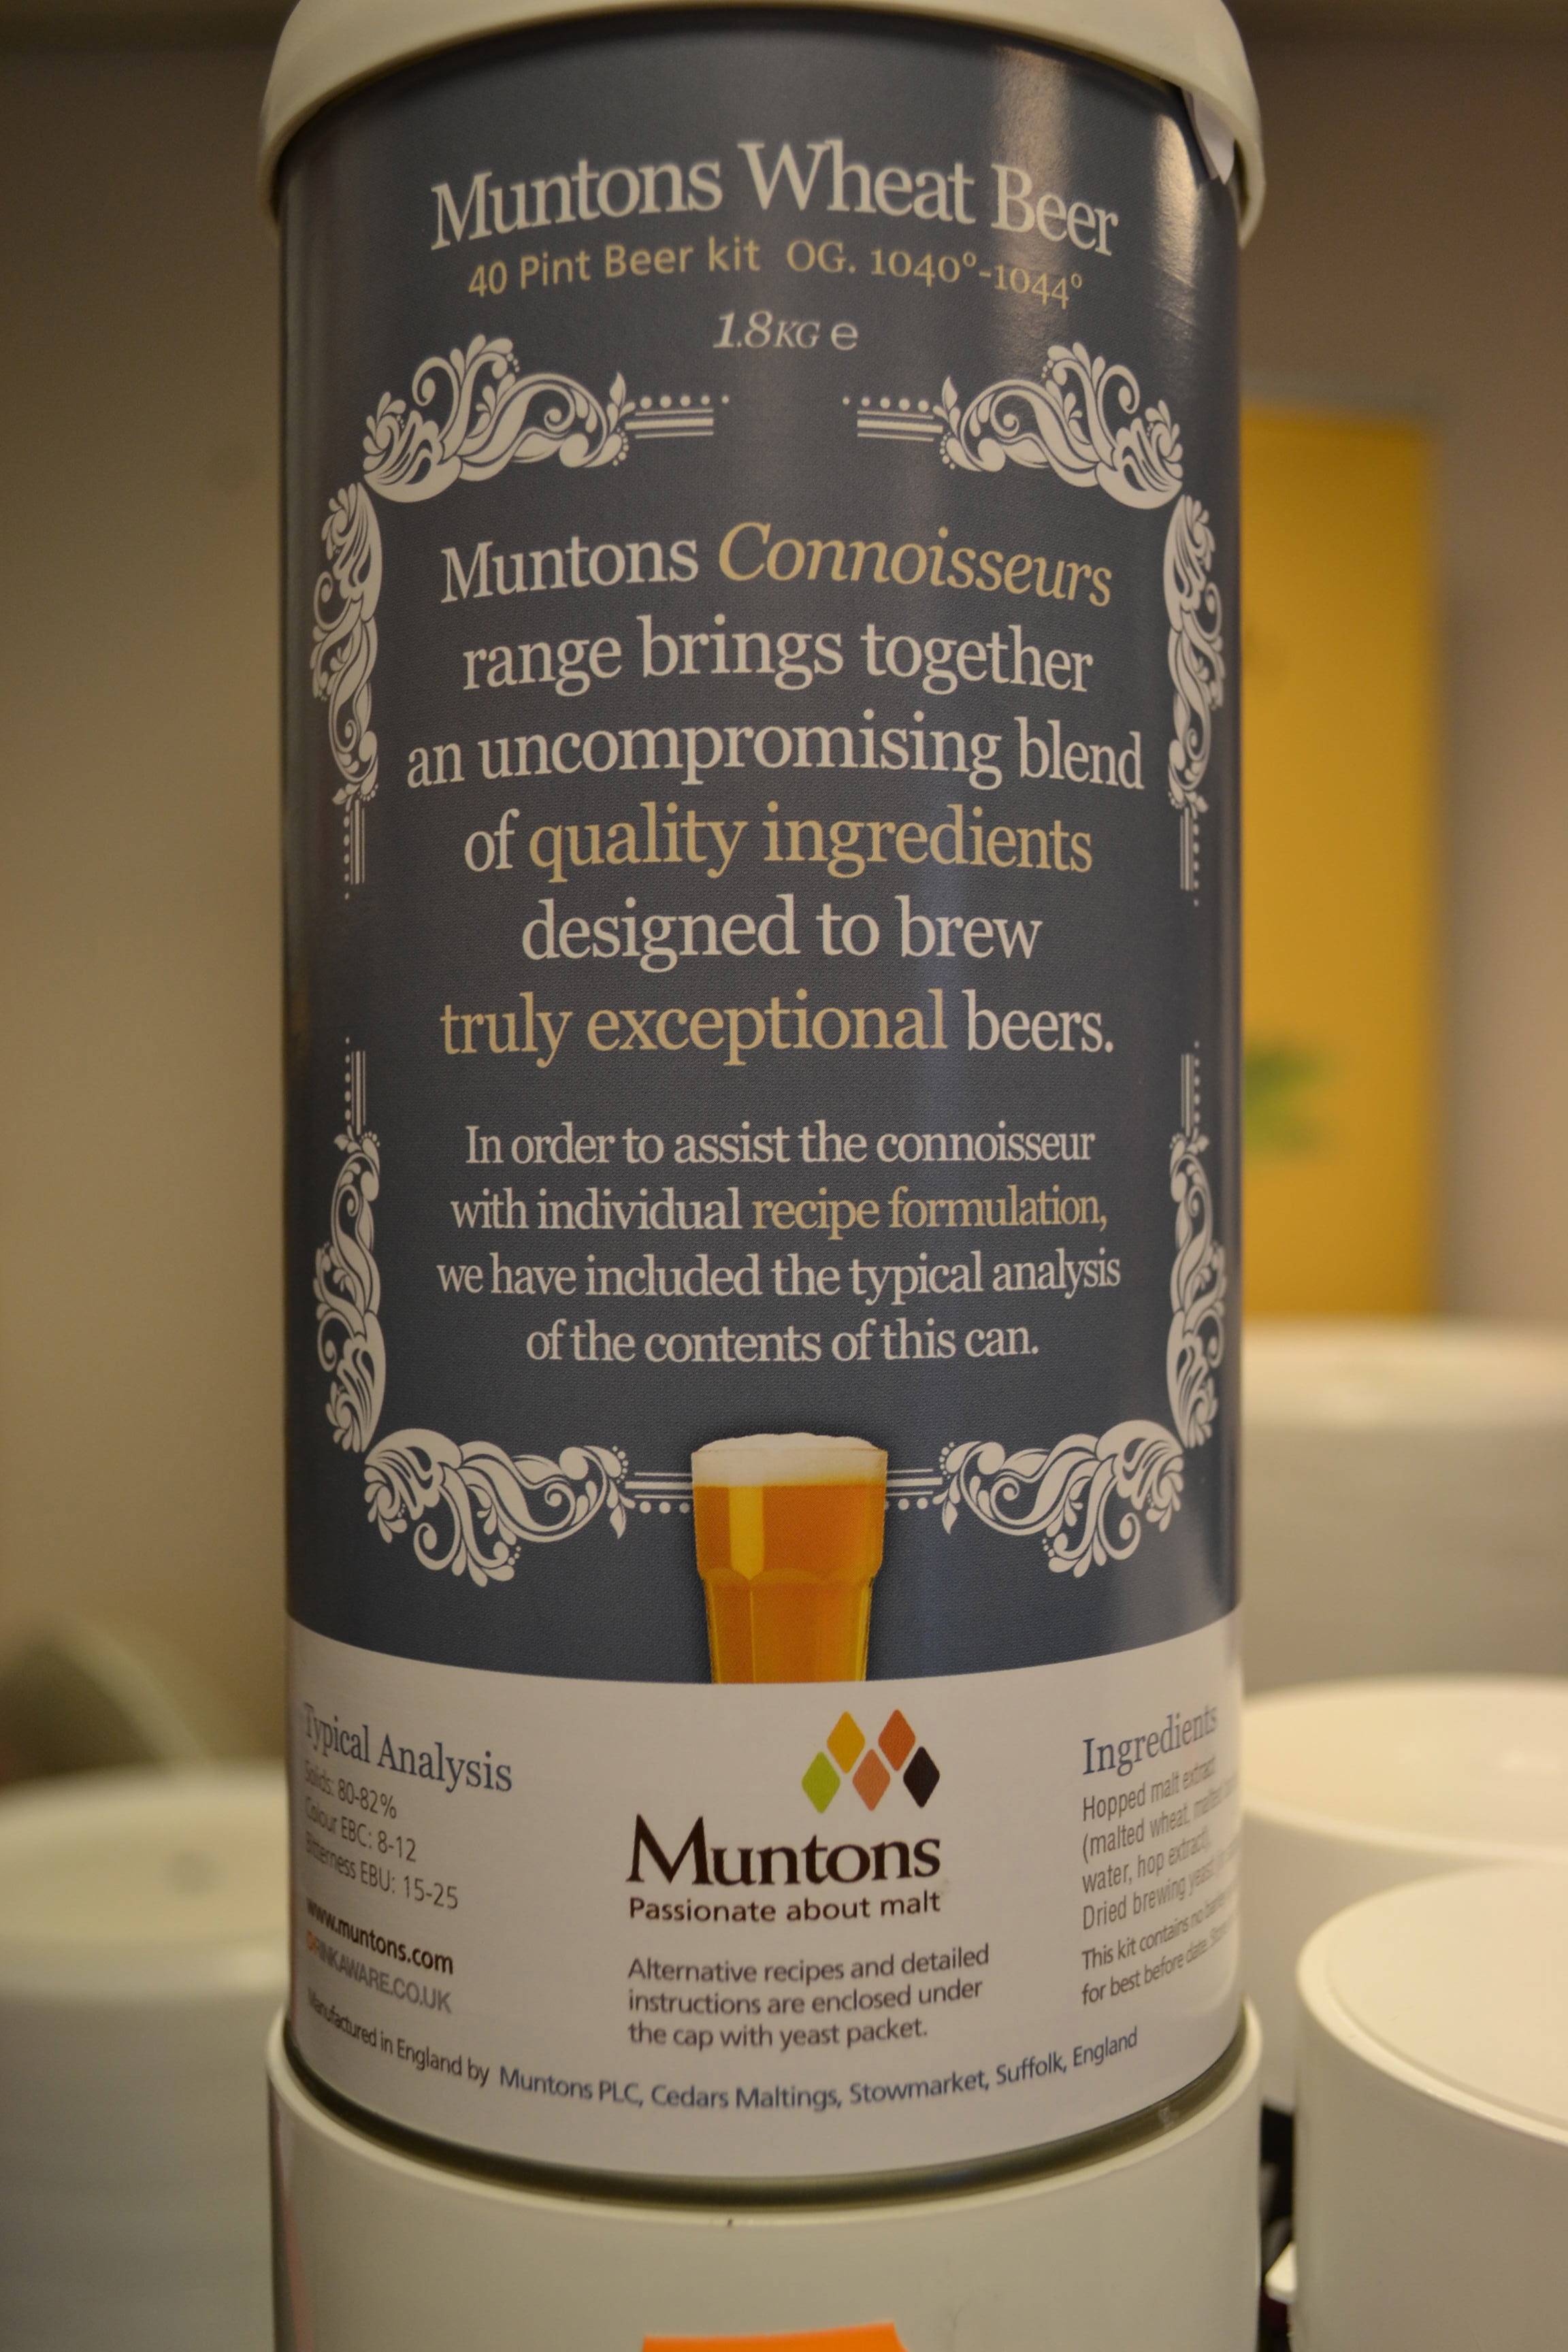 Muntons Wheat Beer
40 Pint Beer kit OG. 1040°-1044°
1.8KG e
Muntons Connoisseurs
range brings together
an uncompromising blend
of quality ingredients
designed to brew
truly exceptional beers.
In order to assist the connoisseur
with individual recipe formulation,
we have included the typical analysis
of the contents of this can.
Typical Analysis
Solids: 80-82%
Colour EBC: 8-12
Bitterness EBU: 15-25
www.muntons.com
DRINKAWARE.CO.UK
Muntons
Passionate about malt
Alternative recipes and detailed
instructions are enclosed under
the cap with yeast packet.
Ingredients
Hopped malt extract
(malted wheat, malted
water, hop extract),
Dried brewing yeast
This kit contains no
for best before date.
Manufactured in England by Muntons PLC, Cedars Maltings, Stowmarket, Suffolk, England